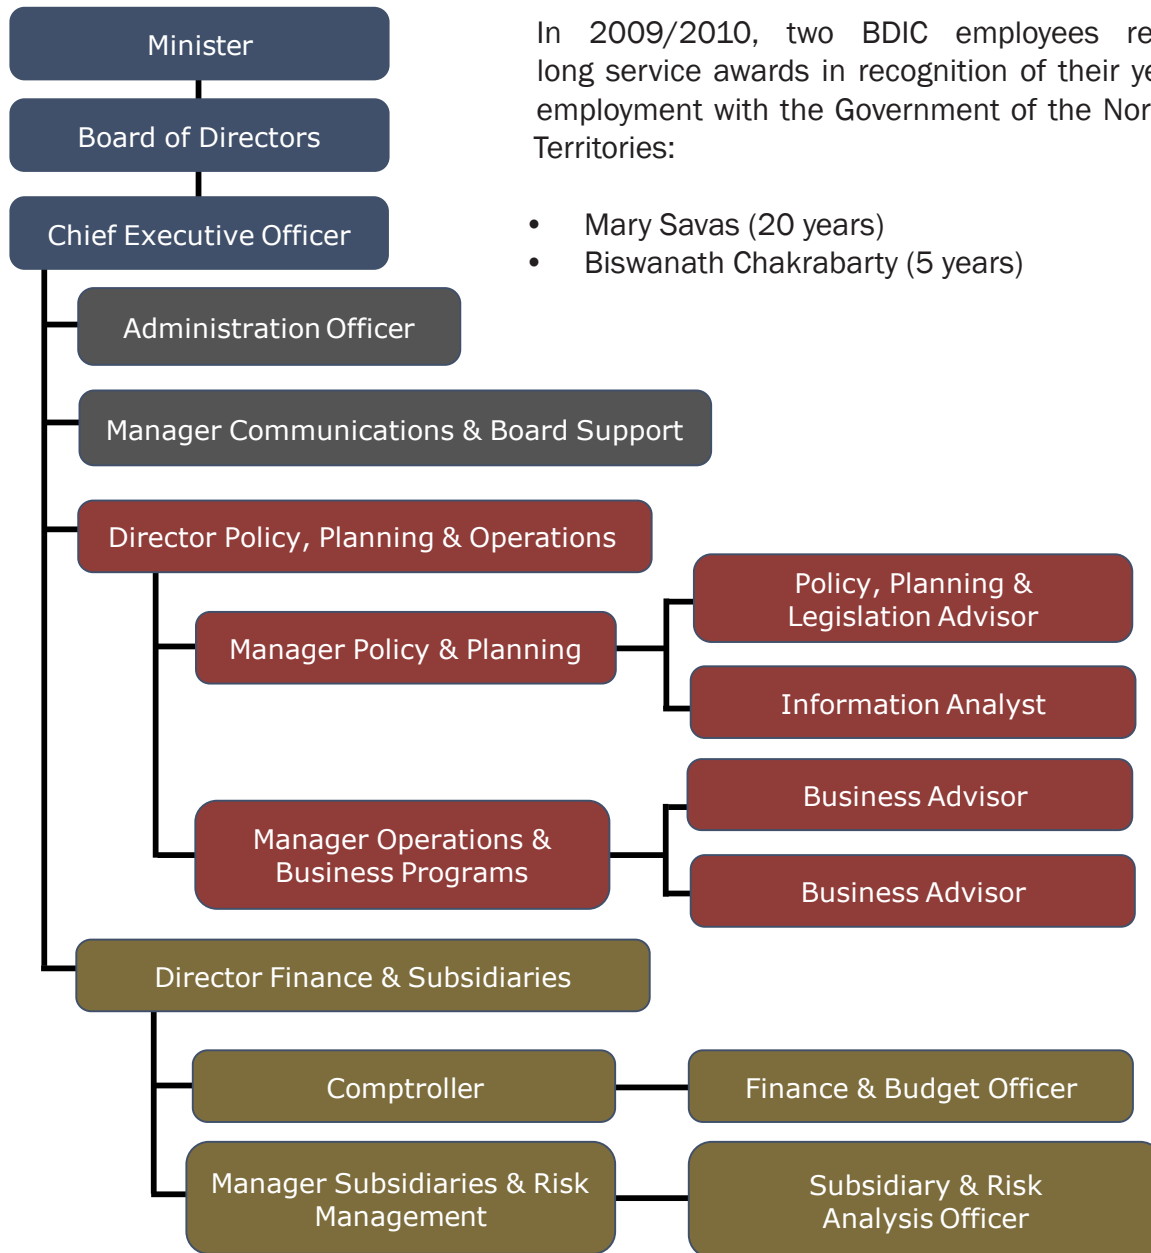 Minister
Board of Directors
Chief Executive Officer
Administration Officer
Manager Communications & Board Support
Director Policy, Planning & Operations
Manager Policy & Planning
Policy, Planning &
Legislation Advisor
Information Analyst
Manager Operations &
Business Programs
Business Advisor
Business Advisor
Director Finance & Subsidiaries
Comptroller
Finance & Budget Officer
Manager Subsidiaries & Risk
Management
Subsidiary & Risk
Analysis Officer
In 2009/2010, two BDIC employees
long service awards in recognition of their
employment with the Government of the
Territories:
• Mary Savas (20 years)
• Biswanath Chakrabarty (5 years)